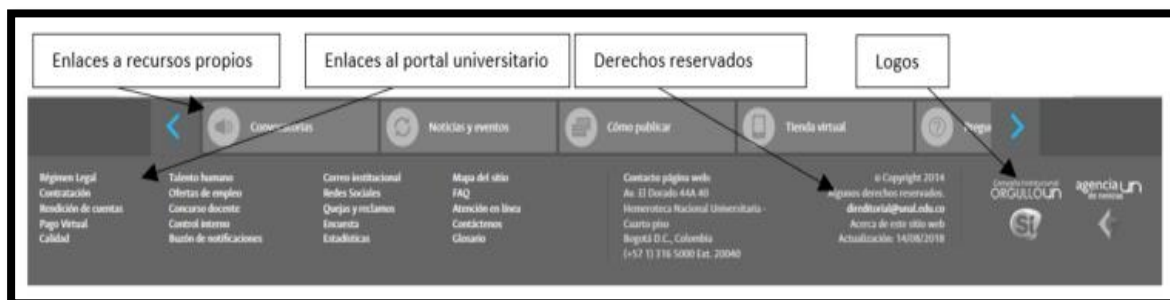 Enlaces a recursos propios
Enlaces al portal universitario
Derechos reservados
Logos
Convocatorias
Noticias y eventos
Cómo publicar
Tienda virtual
Pregu
Régimen Legal
Contratación
Rendición de cuentas
Pago Virtual
Calidad
Talento humano
Ofertas de empleo
Concurso docente
Control interno
Buzón de notificaciones
Correo institucional
Redes Sociales
Quejas y reclamos
Encuesta
Estadísticas
Mapa del sitio
FAQ
Atención en línea
Contáctenos
Glosario
Contacto página web:
Av. El Dorado 44A 40
Hemeroteca Nacional Universitaria -
Cuarto piso
Bogotá D.C., Colombia
(+57 1) 316 5000 Ext. 20040
© Copyright 2014
Algunos derechos reservados.
direditorial@unal.edu.co
Acerca de este sitio web
Actualización: 14/08/2018
ORGULLO un
agencia un
de noticias
Sí!